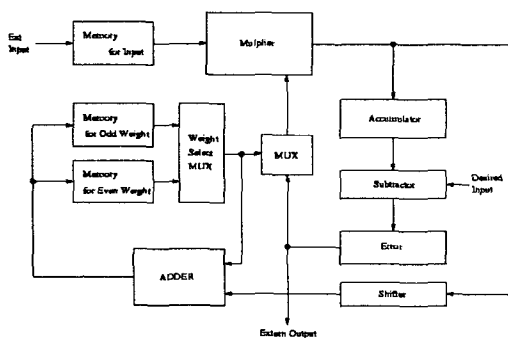 Ext
Input
Memory
for Input
Mulplier
Accumulator
Memory
for Odd Weight
Weight
Select
MUX
MUX
Memory
for Even Weight
Subtractor
Desired
Input
Error
ADDER
Shifter
Extern Output